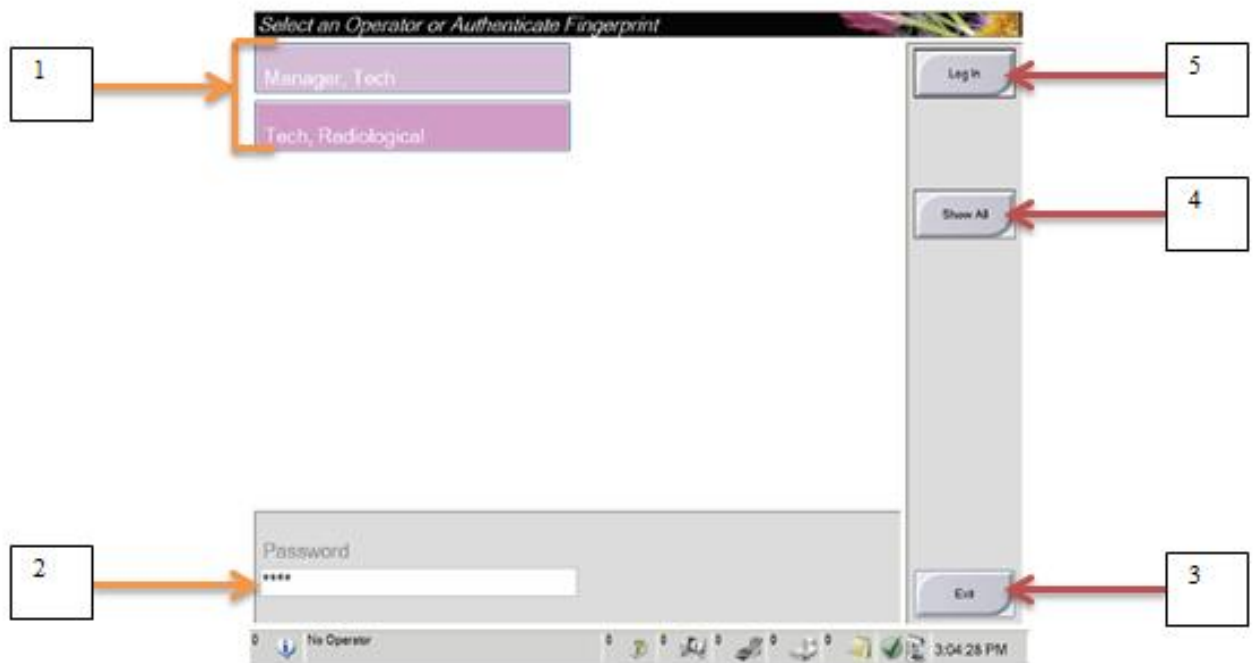 Select an Operator or Authenticate Fingerprint
1
Manager, Tech
Tech, Radiological
Log In
5
Show All
4
Password
****
2
Exit
3
No Operator
3:04:28 PM